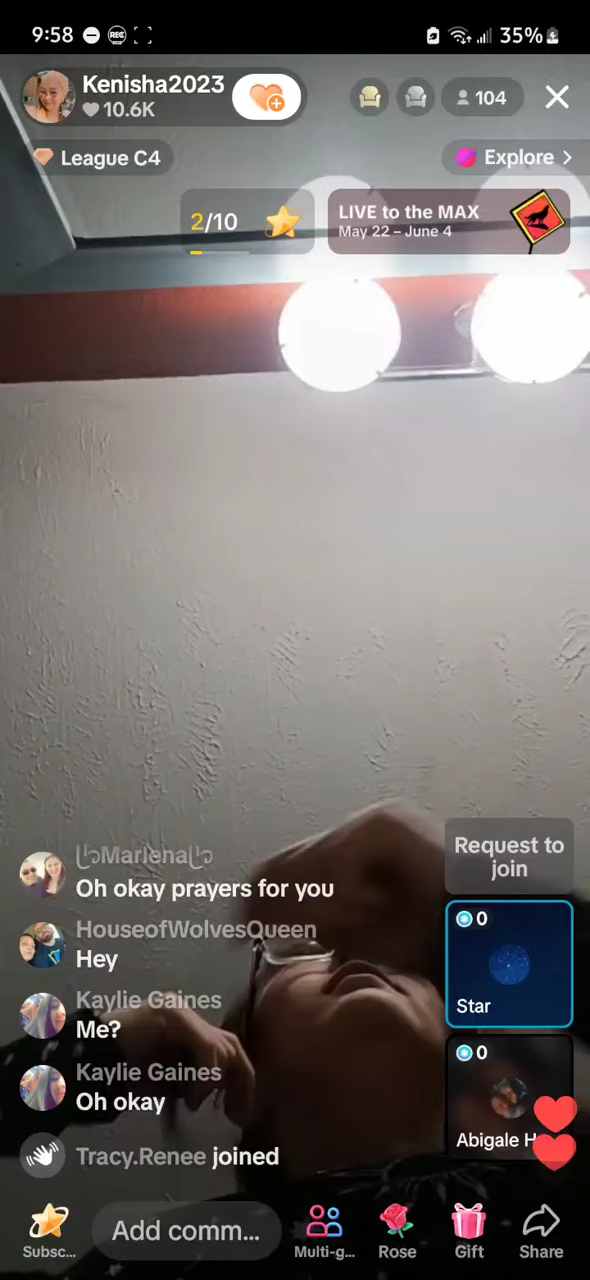 9:58
REC
35%
Kenisha2023
10.6K
104
League C4
Explore >
2/10
LIVE to the MAX
May 22 – June 4
Marlena
Oh okay prayers for you
HouseofWolvesQueen
Hey
Kaylie Gaines
Me?
Kaylie Gaines
Oh okay
Tracy.Renee joined
Request to
join
0
Star
0
Abigale H
Subsc...
Add comm...
Multi-g...
Rose
Gift
Share